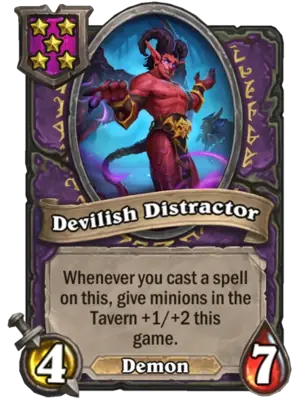 Devilish Distractor
Whenever you cast a spell
on this, give minions in the
Tavern +1/+2 this
game.
4
Demon
7